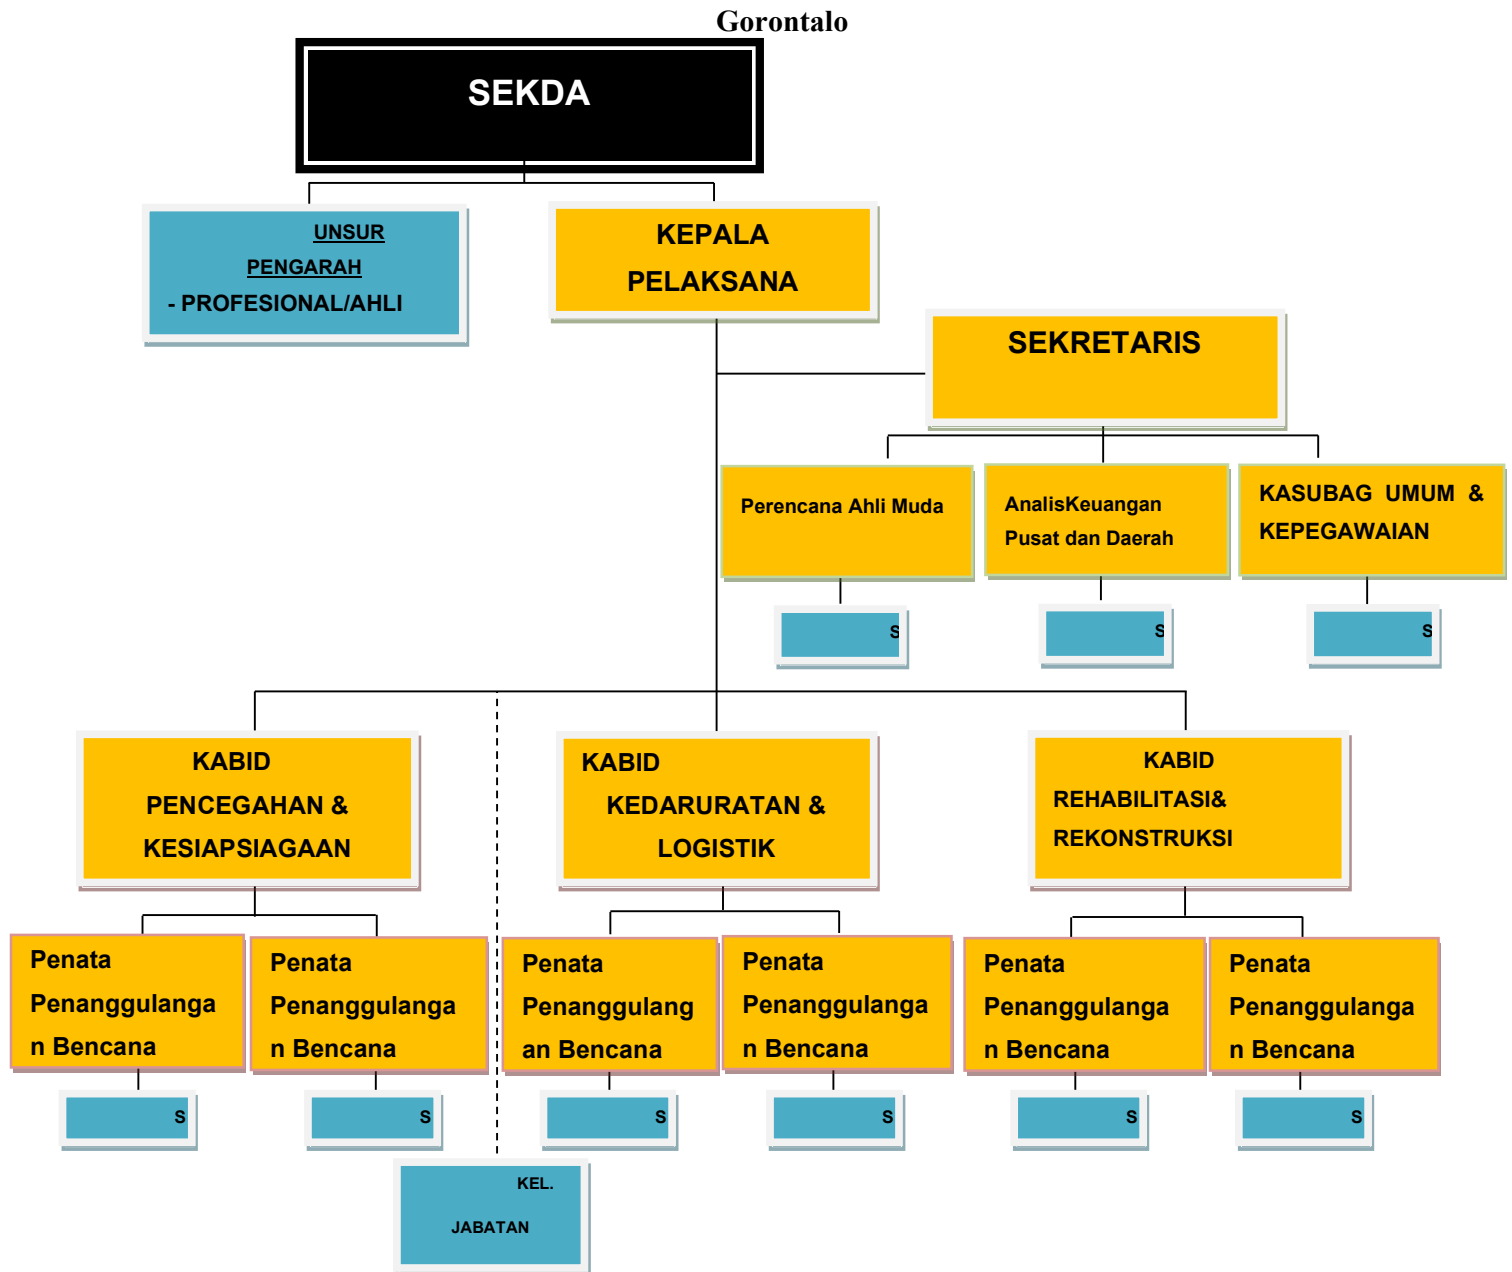 Gorontalo
SEKDA
UNSUR
PENGARAH
- PROFESIONAL/AHLI
KEPALA
PELAKSANA
SEKRETARIS
Perencana Ahli Muda
AnalisKeuangan
Pusat dan Daerah
KASUBAG UMUM &
KEPEGAWAIAN
S
S
S
KABID
PENCEGAHAN &
KESIAPSIAGAAN
KABID
KEDARURATAN &
LOGISTIK
KABID
REHABILITASI&
REKONSTRUKSI
Penata
Penanggulanga
n Bencana
Penata
Penanggulanga
n Bencana
Penata
Penanggulang
an Bencana
Penata
Penanggulanga
n Bencana
Penata
Penanggulanga
n Bencana
Penata
Penanggulanga
n Bencana
S
S
S
S
S
S
KEL.
JABATAN